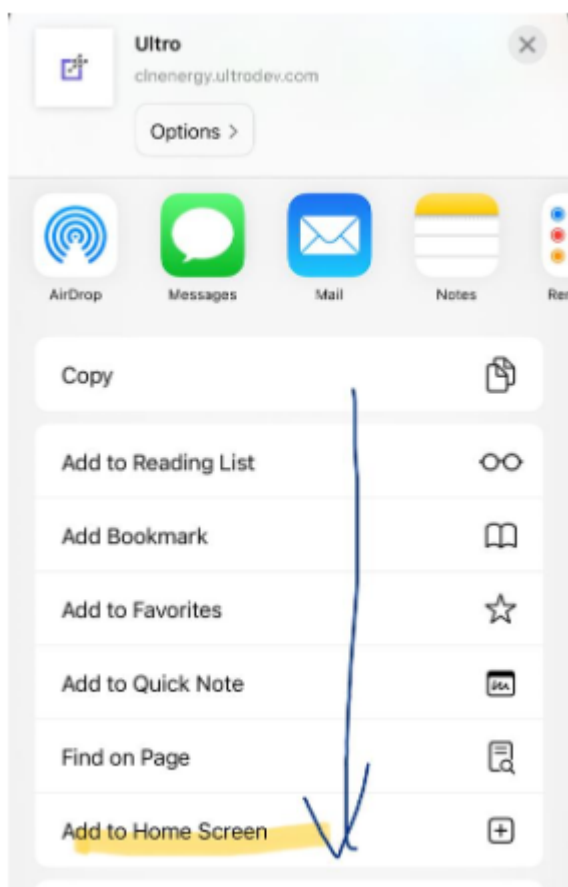 Ultro
clnenergy.ultrodev.com
Options >
AirDrop Messages Mail Notes Rer
Copy
Add to Reading List
Add Bookmark
Add to Favorites
Add to Quick Note
Find on Page
Add to Home Screen